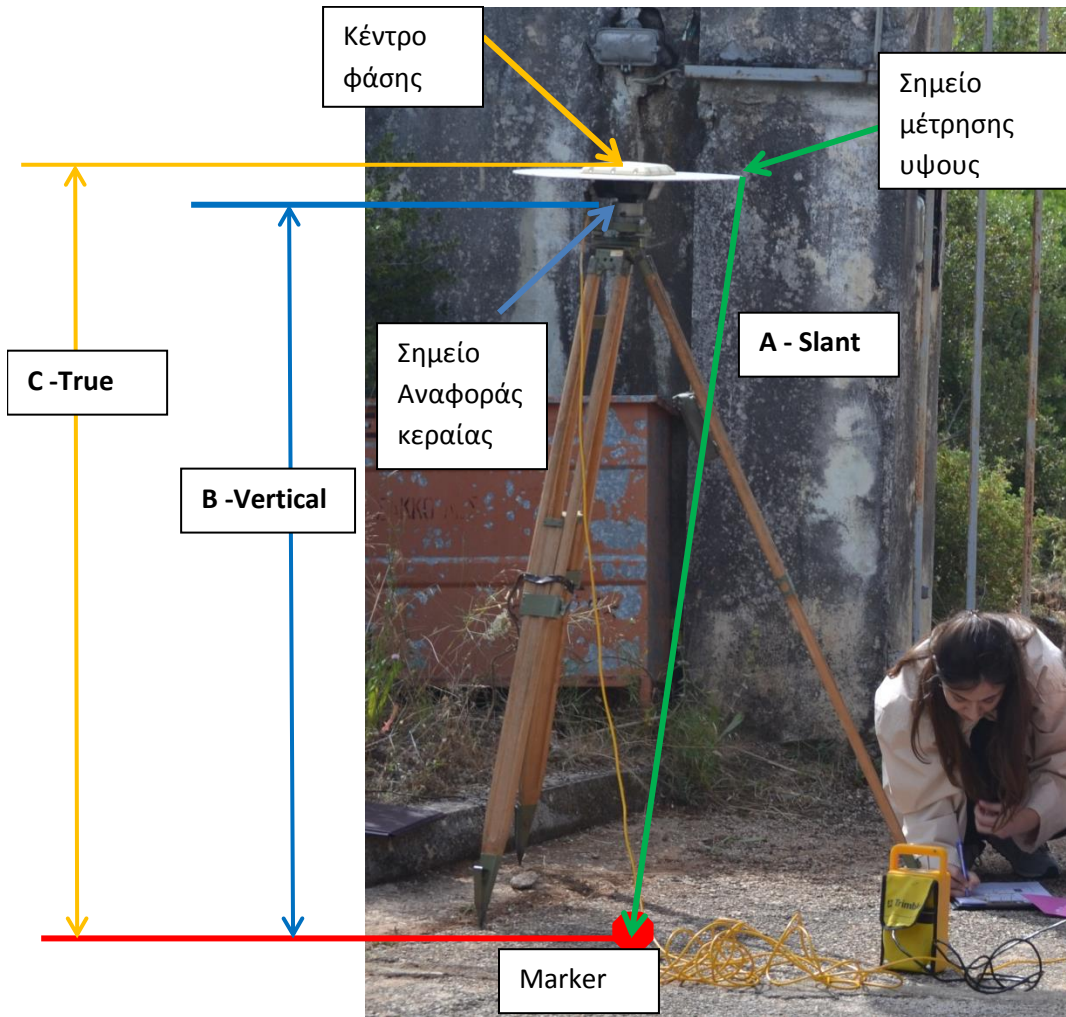 Κέντρο
φάσης
Σημείο
μέτρησης
υψους
Σημείο
Αναφοράς
κεραίας
A - Slant
C -True
B -Vertical
Marker